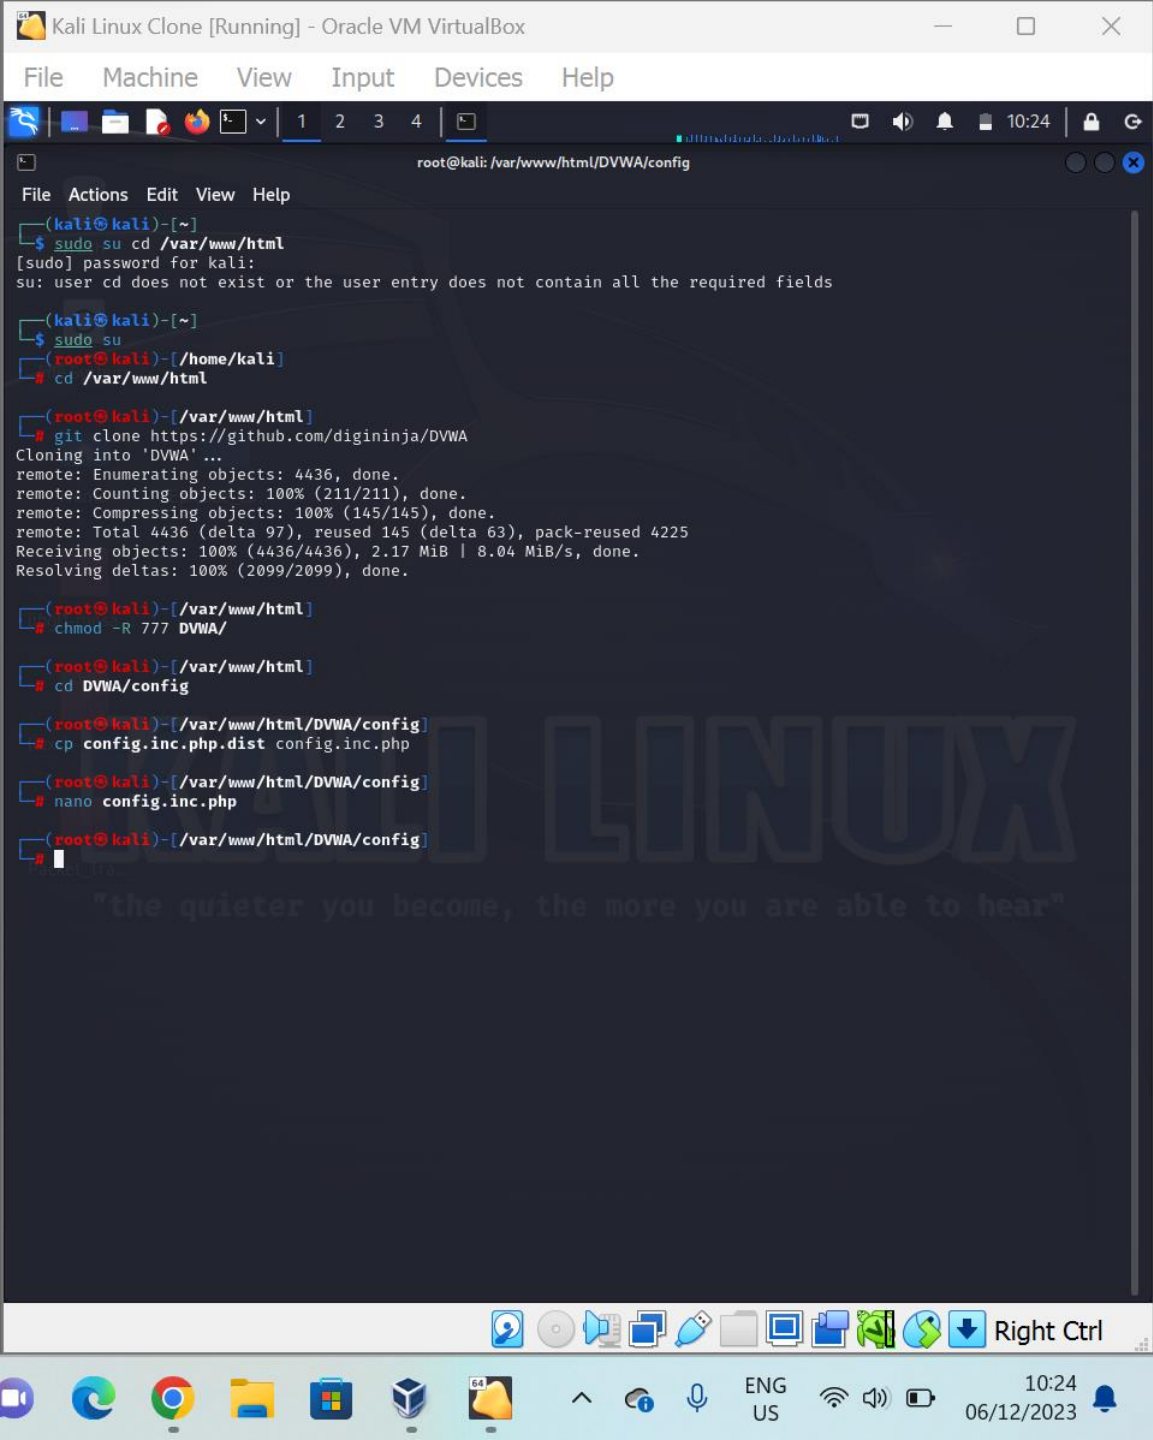 64
Kali Linux Clone [Running] - Oracle VM VirtualBox
File Machine View Input Devices Help
1 2 3 4 10:24
root@kali: /var/www/html/DVWA/config
File Actions Edit View Help
┌──(kali㉿kali)-[~]
└─$ sudo su cd /var/www/html
[sudo] password for kali:
su: user cd does not exist or the user entry does not contain all the required fields
┌──(kali㉿kali)-[~]
└─$ sudo su
┌──(root㉿kali)-[/home/kali]
└─# cd /var/www/html
┌──(root㉿kali)-[/var/www/html]
└─# git clone https://github.com/digininja/DVWA
Cloning into 'DVWA'...
remote: Enumerating objects: 4436, done.
remote: Counting objects: 100% (211/211), done.
remote: Compressing objects: 100% (145/145), done.
remote: Total 4436 (delta 97), reused 145 (delta 63), pack-reused 4225
Receiving objects: 100% (4436/4436), 2.17 MiB | 8.04 MiB/s, done.
Resolving deltas: 100% (2099/2099), done.
┌──(root㉿kali)-[/var/www/html]
└─# chmod -R 777 DVWA/
┌──(root㉿kali)-[/var/www/html]
└─# cd DVWA/config
┌──(root㉿kali)-[/var/www/html/DVWA/config]
└─# cp config.inc.php.dist config.inc.php
┌──(root㉿kali)-[/var/www/html/DVWA/config]
└─# nano config.inc.php
┌──(root㉿kali)-[/var/www/html/DVWA/config]
└─#
KALI LINUX
"the quieter you become, the more you are able to hear"
Right Ctrl
64
ENG
US
10:24
06/12/2023